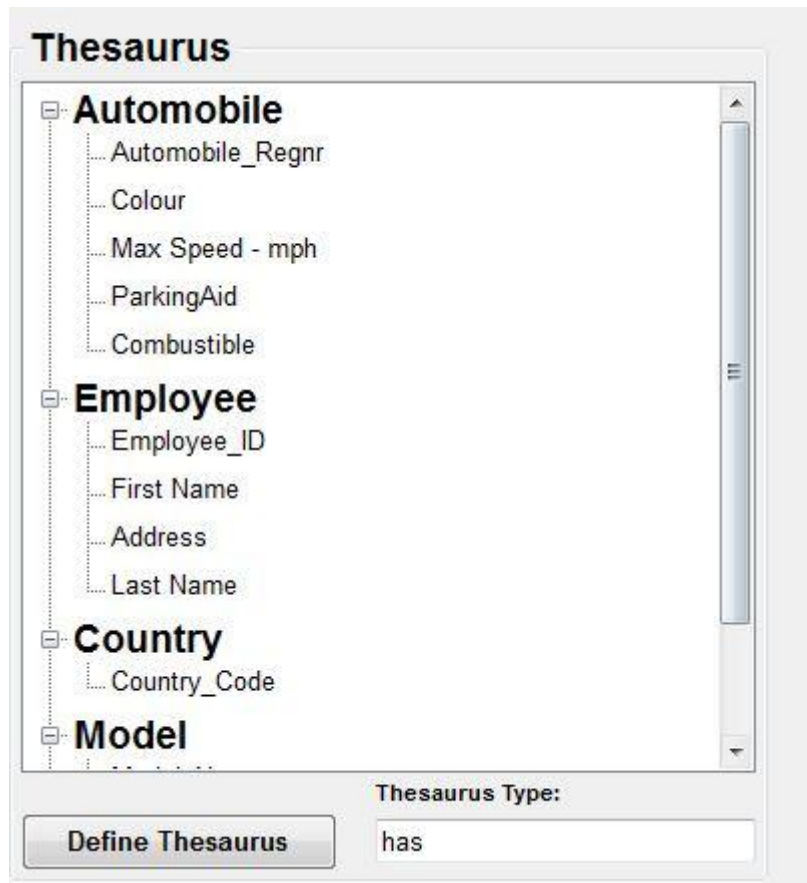 Thesaurus
Automobile
Automobile_Regnr
Colour
Max Speed - mph
ParkingAid
Combustible
Employee
Employee_ID
First Name
Address
Last Name
Country
Country_Code
Model
Thesaurus Type:
Define Thesaurus
has